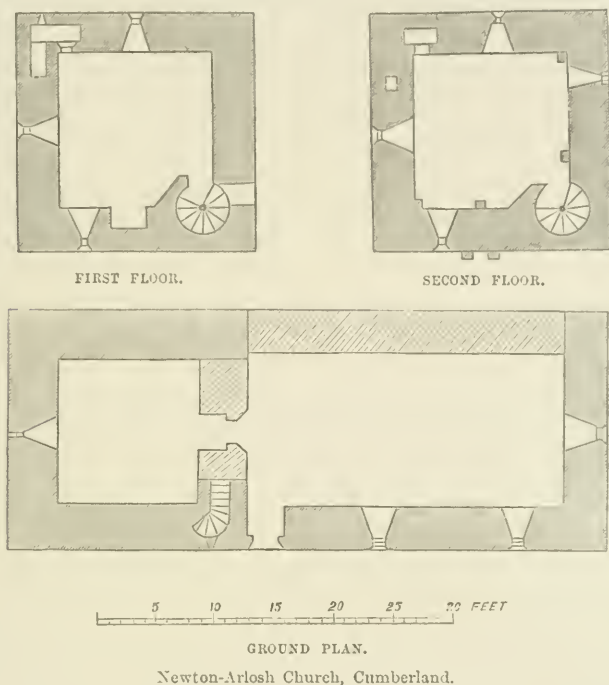 FIRST FLOOR.
SECOND FLOOR.
5 10 15 20 25 30 FEET
GROUND PLAN.
Newton-Arlosh Church, Cumberland.